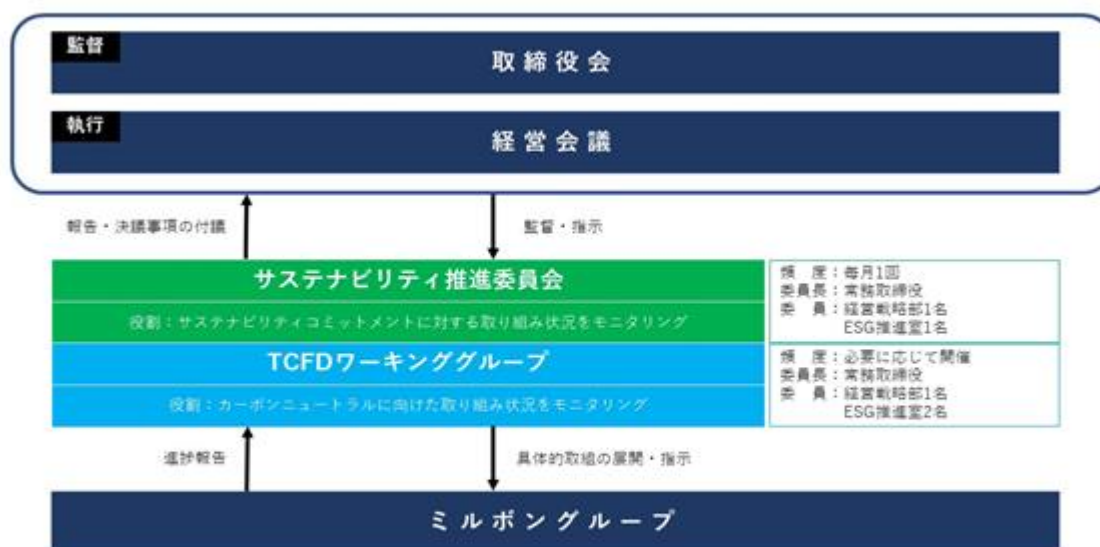 監督
取締役会
執行
経営会議
報告・決議事項の付議
監督・指示
サステナビリティ推進委員会
役割：サステナビリティコミットメントに対する取り組み状況をモニタリング
頻　度：毎月1回
委員長：常務取締役
委　員：経営戦略部1名
ESG推進室1名
TCFDワーキンググループ
役割：カーボンニュートラルに向けた取り組み状況をモニタリング
頻　度：必要に応じて開催
委員長：常務取締役
委　員：経営戦略部1名
ESG推進室2名
進捗報告
具体的取組の展開・指示
ミルボングループ